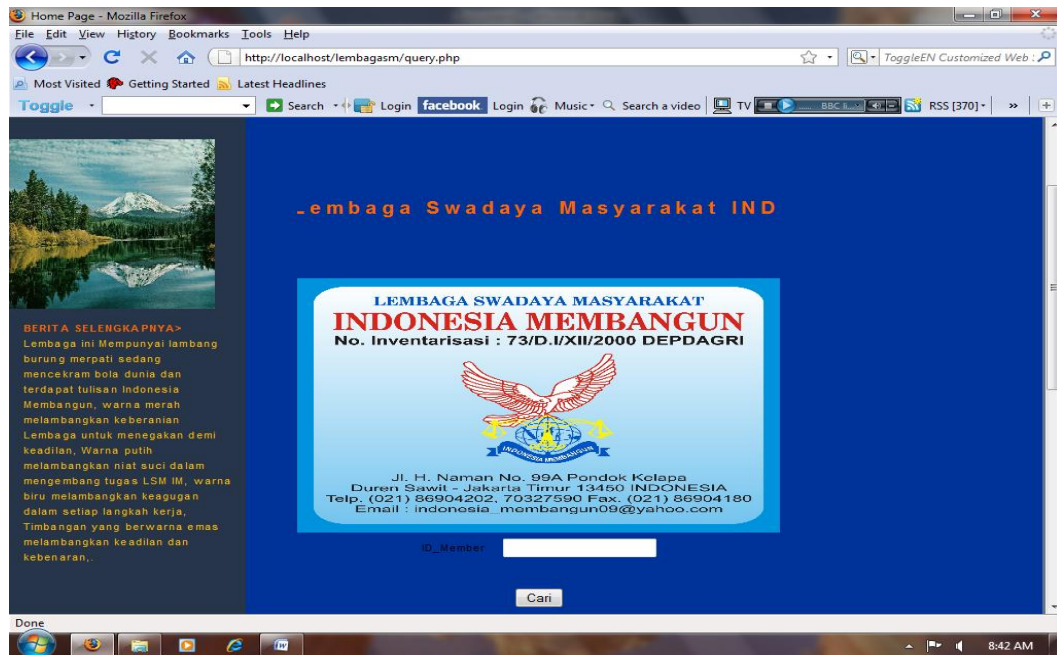 Home Page - Mozilla Firefox
File Edit View History Bookmarks Tools Help
http://localhost/lembagasm/query.php
ToggleEN Customized Web :
Most Visited Getting Started Latest Headlines
Toggle Search Login facebook Login Music Search a video TV BBC RSS [370] »
embaga Swadaya Masyarakat IND
LEMBAGA SWADAYA MASYARAKAT
INDONESIA MEMBANGUN
No. Inventarisasi : 73/D.I/XII/2000 DEPDAGRI
INDONESIA MEMBANGUN
Jl. H. Naman No. 99A Pondok Kelapa
Duren Sawit - Jakarta Timur 13450 INDONESIA
Telp. (021) 86904202, 70327590 Fax. (021) 86904180
Email : indonesia_membangun09@yahoo.com
BERITA SELENGKAPNYA>
Lembaga ini Mempunyai lambang
burung merpati sedang
mencekram bola dunia dan
terdapat tulisan Indonesia
Membangun, warna merah
melambangkan keberanian
Lembaga untuk menegakan demi
keadilan, Warna putih
melambangkan niat suci dalam
mengembang tugas LSM IM, warna
biru melambangkan keagugan
dalam setiap langkah kerja,
Timbangan yang berwarna emas
melambangkan keadilan dan
kebenaran,.
ID_Member
Cari
Done
8:42 AM